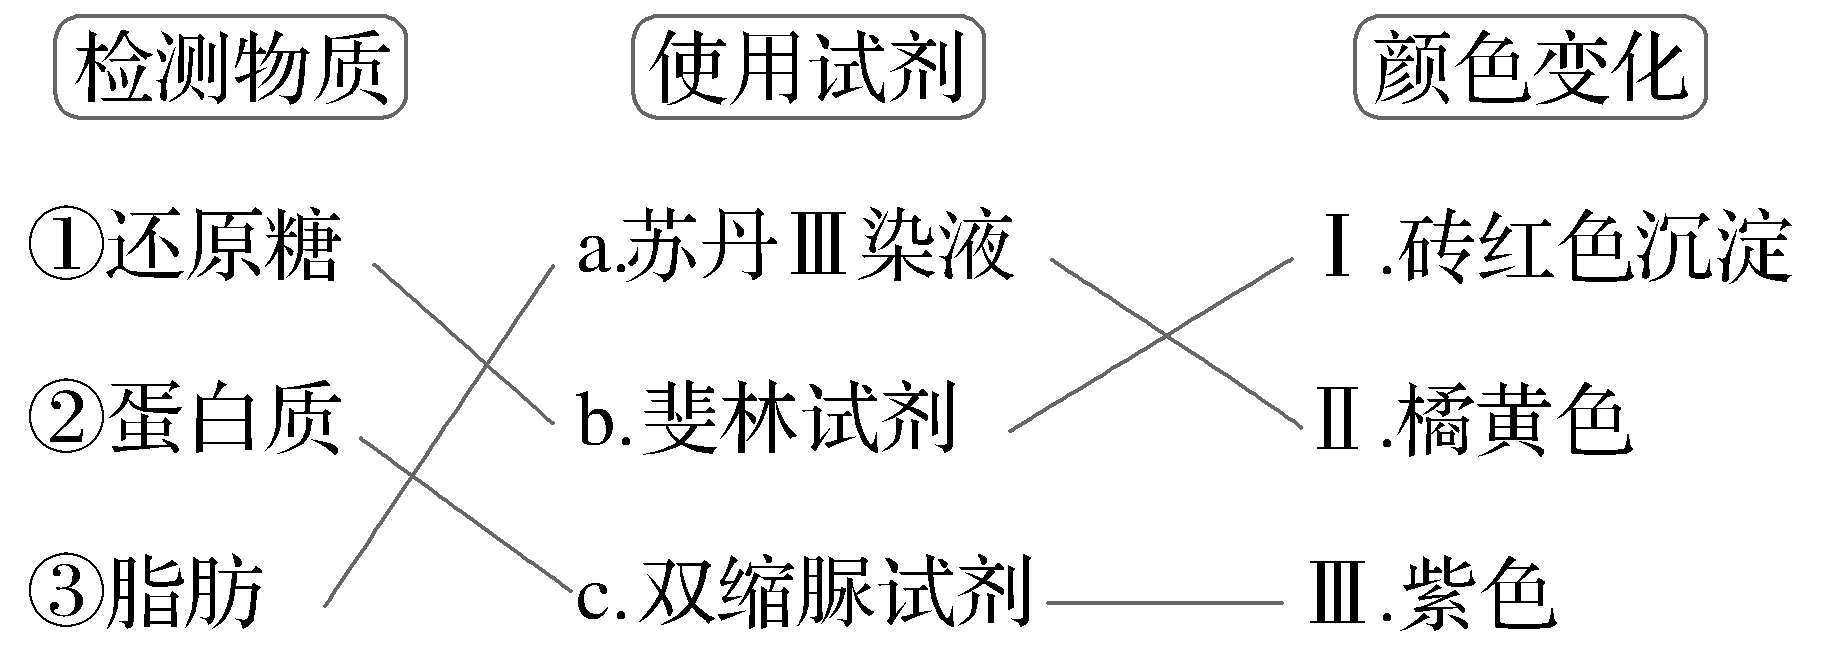 检测物质 使用试剂 颜色变化
①还原糖 a.苏丹Ⅲ染液 Ⅰ.砖红色沉淀
②蛋白质 b.斐林试剂 Ⅱ.橘黄色
③脂肪 c.双缩脲试剂 Ⅲ.紫色